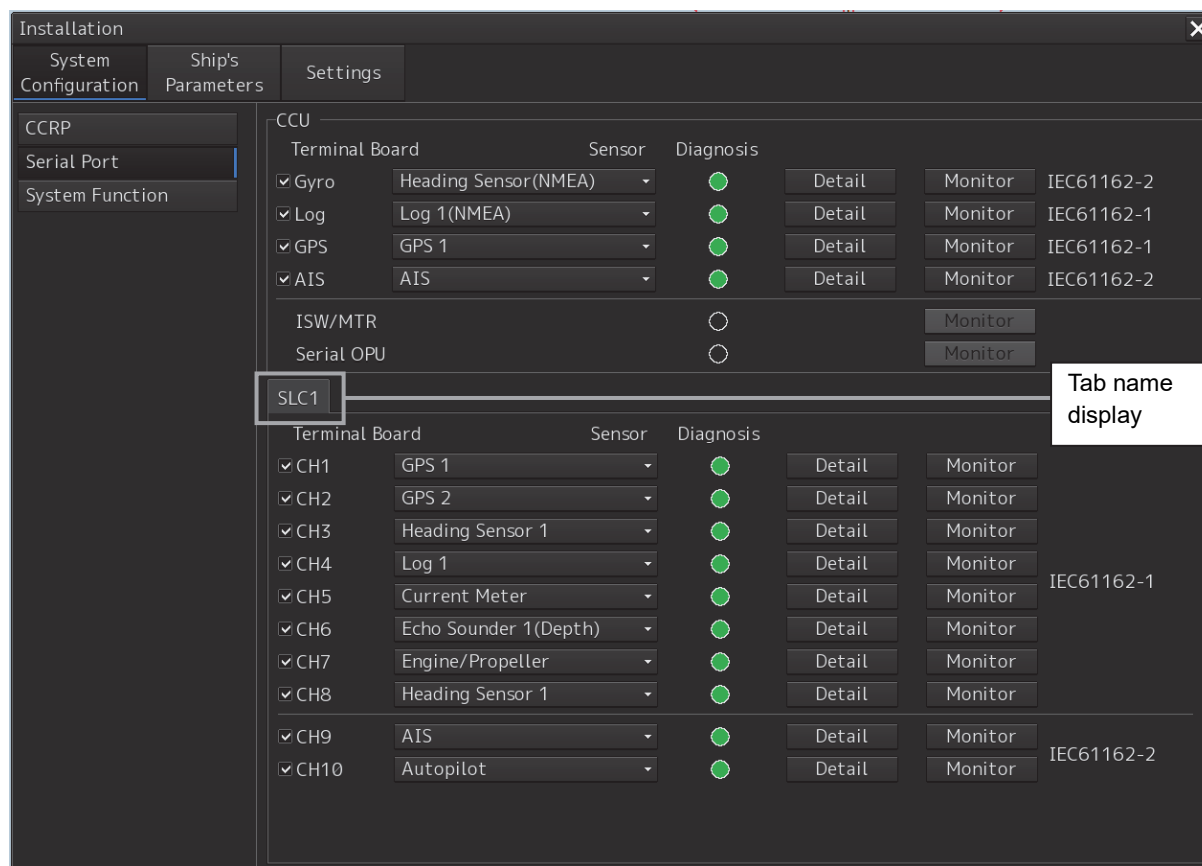 Installation
System Configuration
Ship's Parameters
Settings
CCRP
Serial Port
System Function
CCU
Terminal Board Sensor Diagnosis
Gyro Heading Sensor(NMEA) Detail Monitor IEC61162-2
Log Log 1(NMEA) Detail Monitor IEC61162-1
GPS GPS 1 Detail Monitor IEC61162-1
AIS AIS Detail Monitor IEC61162-2
ISW/MTR Monitor
Serial OPU Monitor
SLC1
Tab name
display
Terminal Board Sensor Diagnosis
CH1 GPS 1 Detail Monitor
CH2 GPS 2 Detail Monitor
CH3 Heading Sensor 1 Detail Monitor
CH4 Log 1 Detail Monitor
IEC61162-1
CH5 Current Meter Detail Monitor
CH6 Echo Sounder 1(Depth) Detail Monitor
CH7 Engine/Propeller Detail Monitor
CH8 Heading Sensor 1 Detail Monitor
CH9 AIS Detail Monitor
IEC61162-2
CH10 Autopilot Detail Monitor